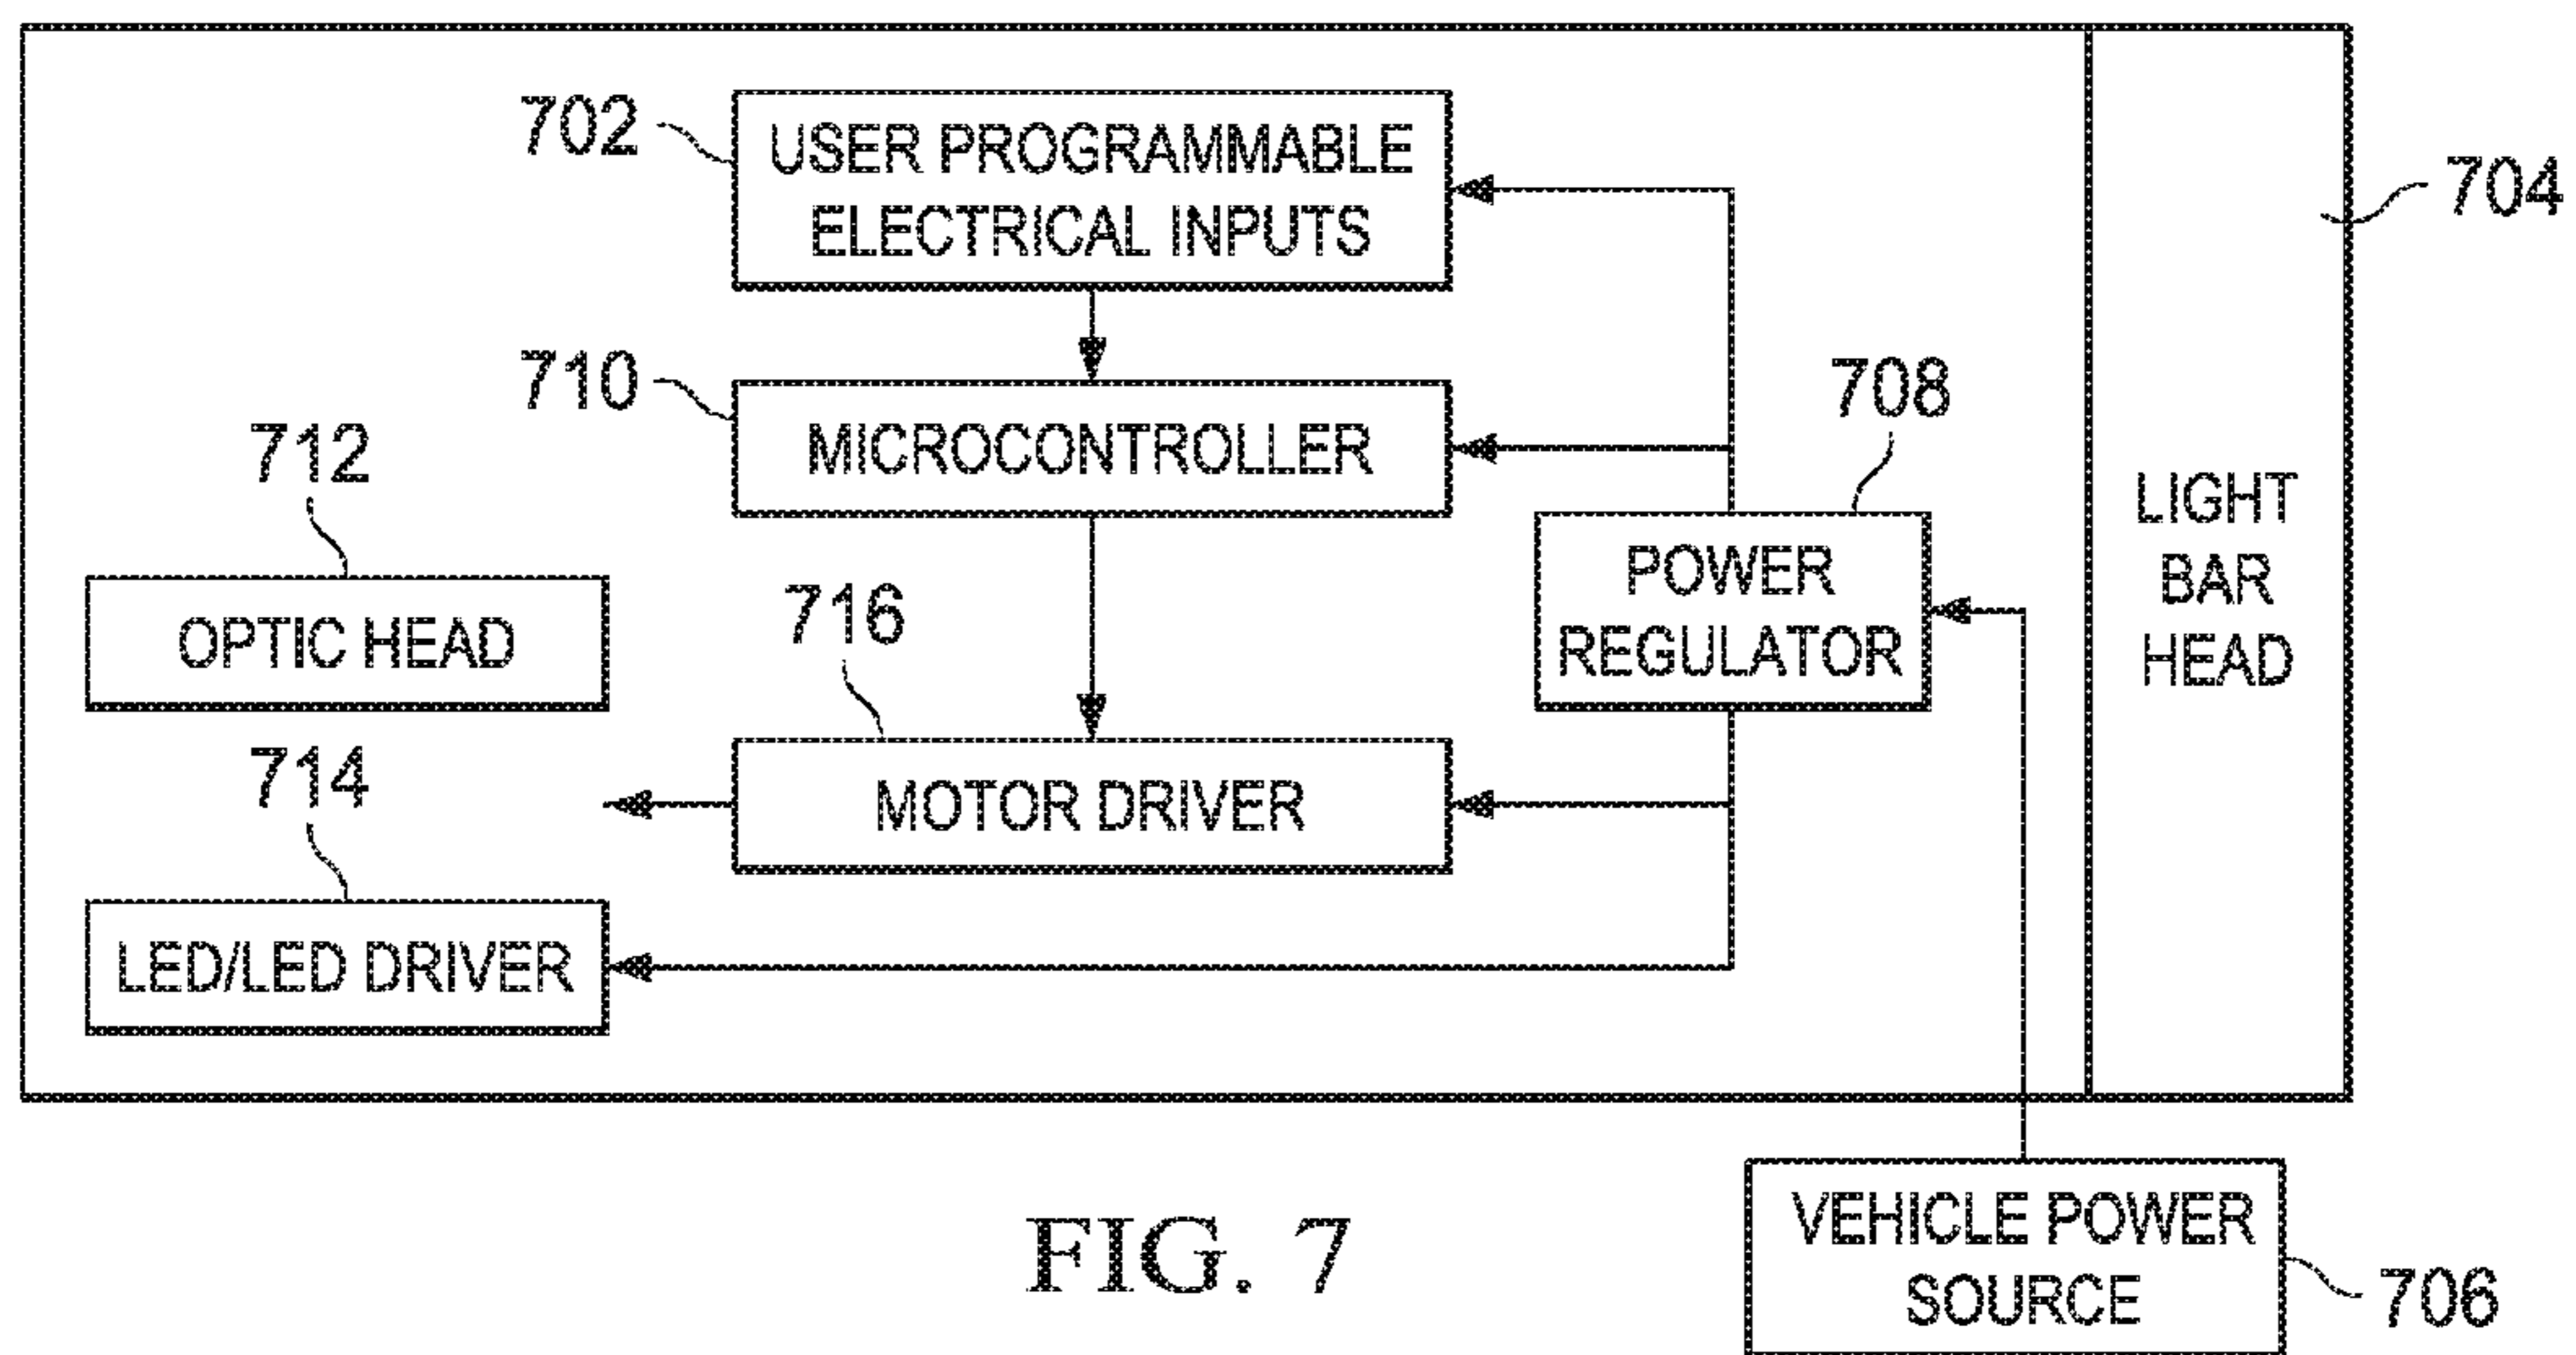 702
USER PROGRAMMABLE
ELECTRICAL INPUTS
704
710
MICROCONTROLLER
708
712
LIGHT
BAR
HEAD
POWER
REGULATOR
OPTIC HEAD
716
714
MOTOR DRIVER
LED/LED DRIVER
VEHICLE POWER
SOURCE
706
FIG. 7